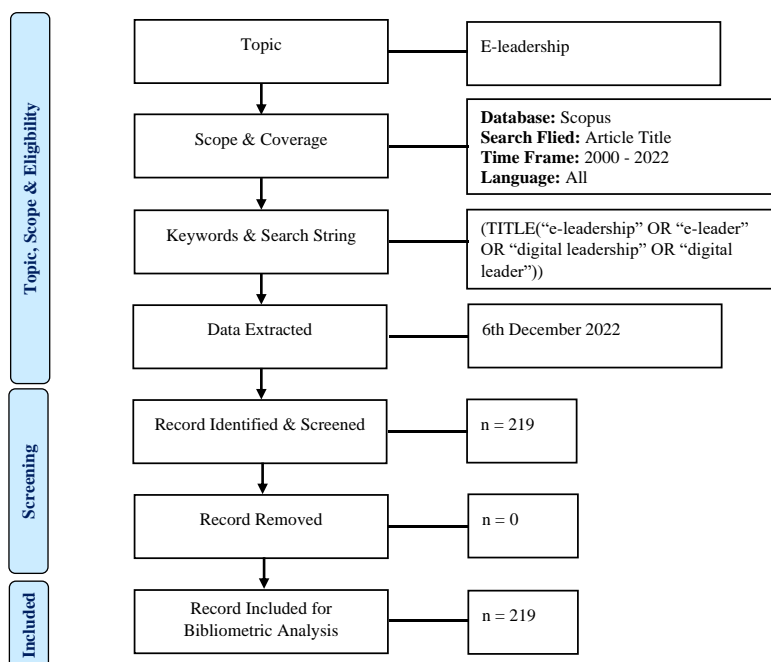 Topic, Scope & Eligibility
Topic
E-leadership
Scope & Coverage
Database: Scopus
Search Flied: Article Title
Time Frame: 2000 - 2022
Language: All
Keywords & Search String
(TITLE(“e-leadership” OR “e-leader”
OR “digital leadership” OR “digital
leader”))
Data Extracted
6th December 2022
Screening
Record Identified & Screened
n = 219
Record Removed
n = 0
Included
Record Included for
Bibliometric Analysis
n = 219